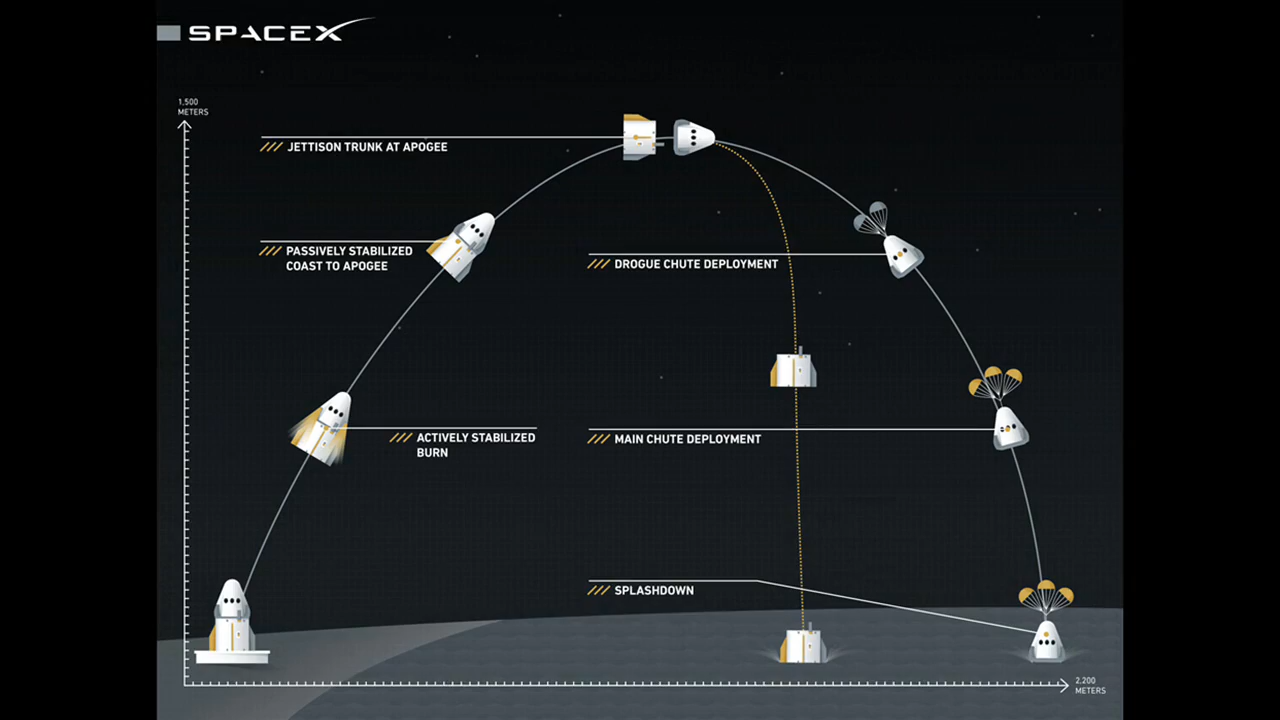 SPACEX
1,500
METERS
JETTISON TRUNK AT APOGEE
PASSIVELY STABILIZED
COAST TO APOGEE
DROGUE CHUTE DEPLOYMENT
ACTIVELY STABILIZED
BURN
MAIN CHUTE DEPLOYMENT
SPLASHDOWN
2,200
METERS